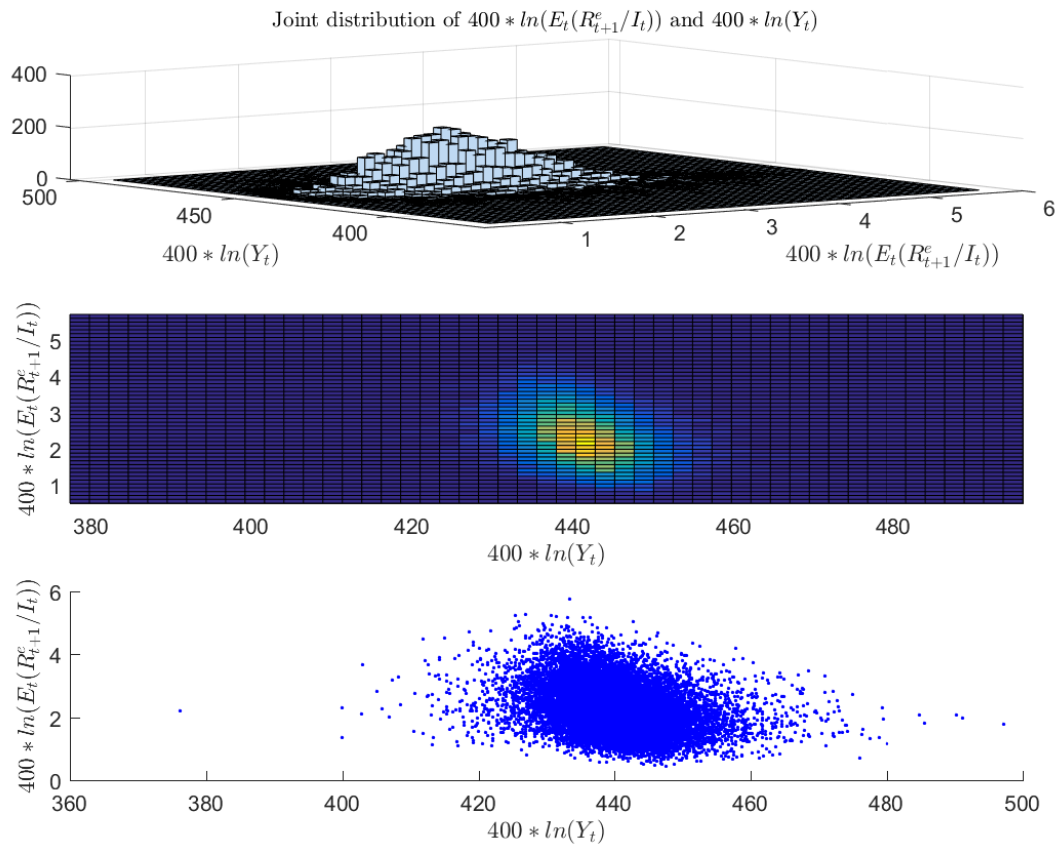 Joint distribution of 400 * ln(E_t(R^e_{t+1}/I_t)) and 400 * ln(Y_t)
400
200
0
500
450
400
1
2
3
4
5
6
400 * ln(Y_t)
400 * ln(E_t(R^e_{t+1}/I_t))
400 * ln(E_t(R^e_{t+1}/I_t))
5
4
3
2
1
380 400 420 440 460 480
400 * ln(Y_t)
400 * ln(E_t(R^e_{t+1}/I_t))
6
4
2
0
360 380 400 420 440 460 480 500
400 * ln(Y_t)